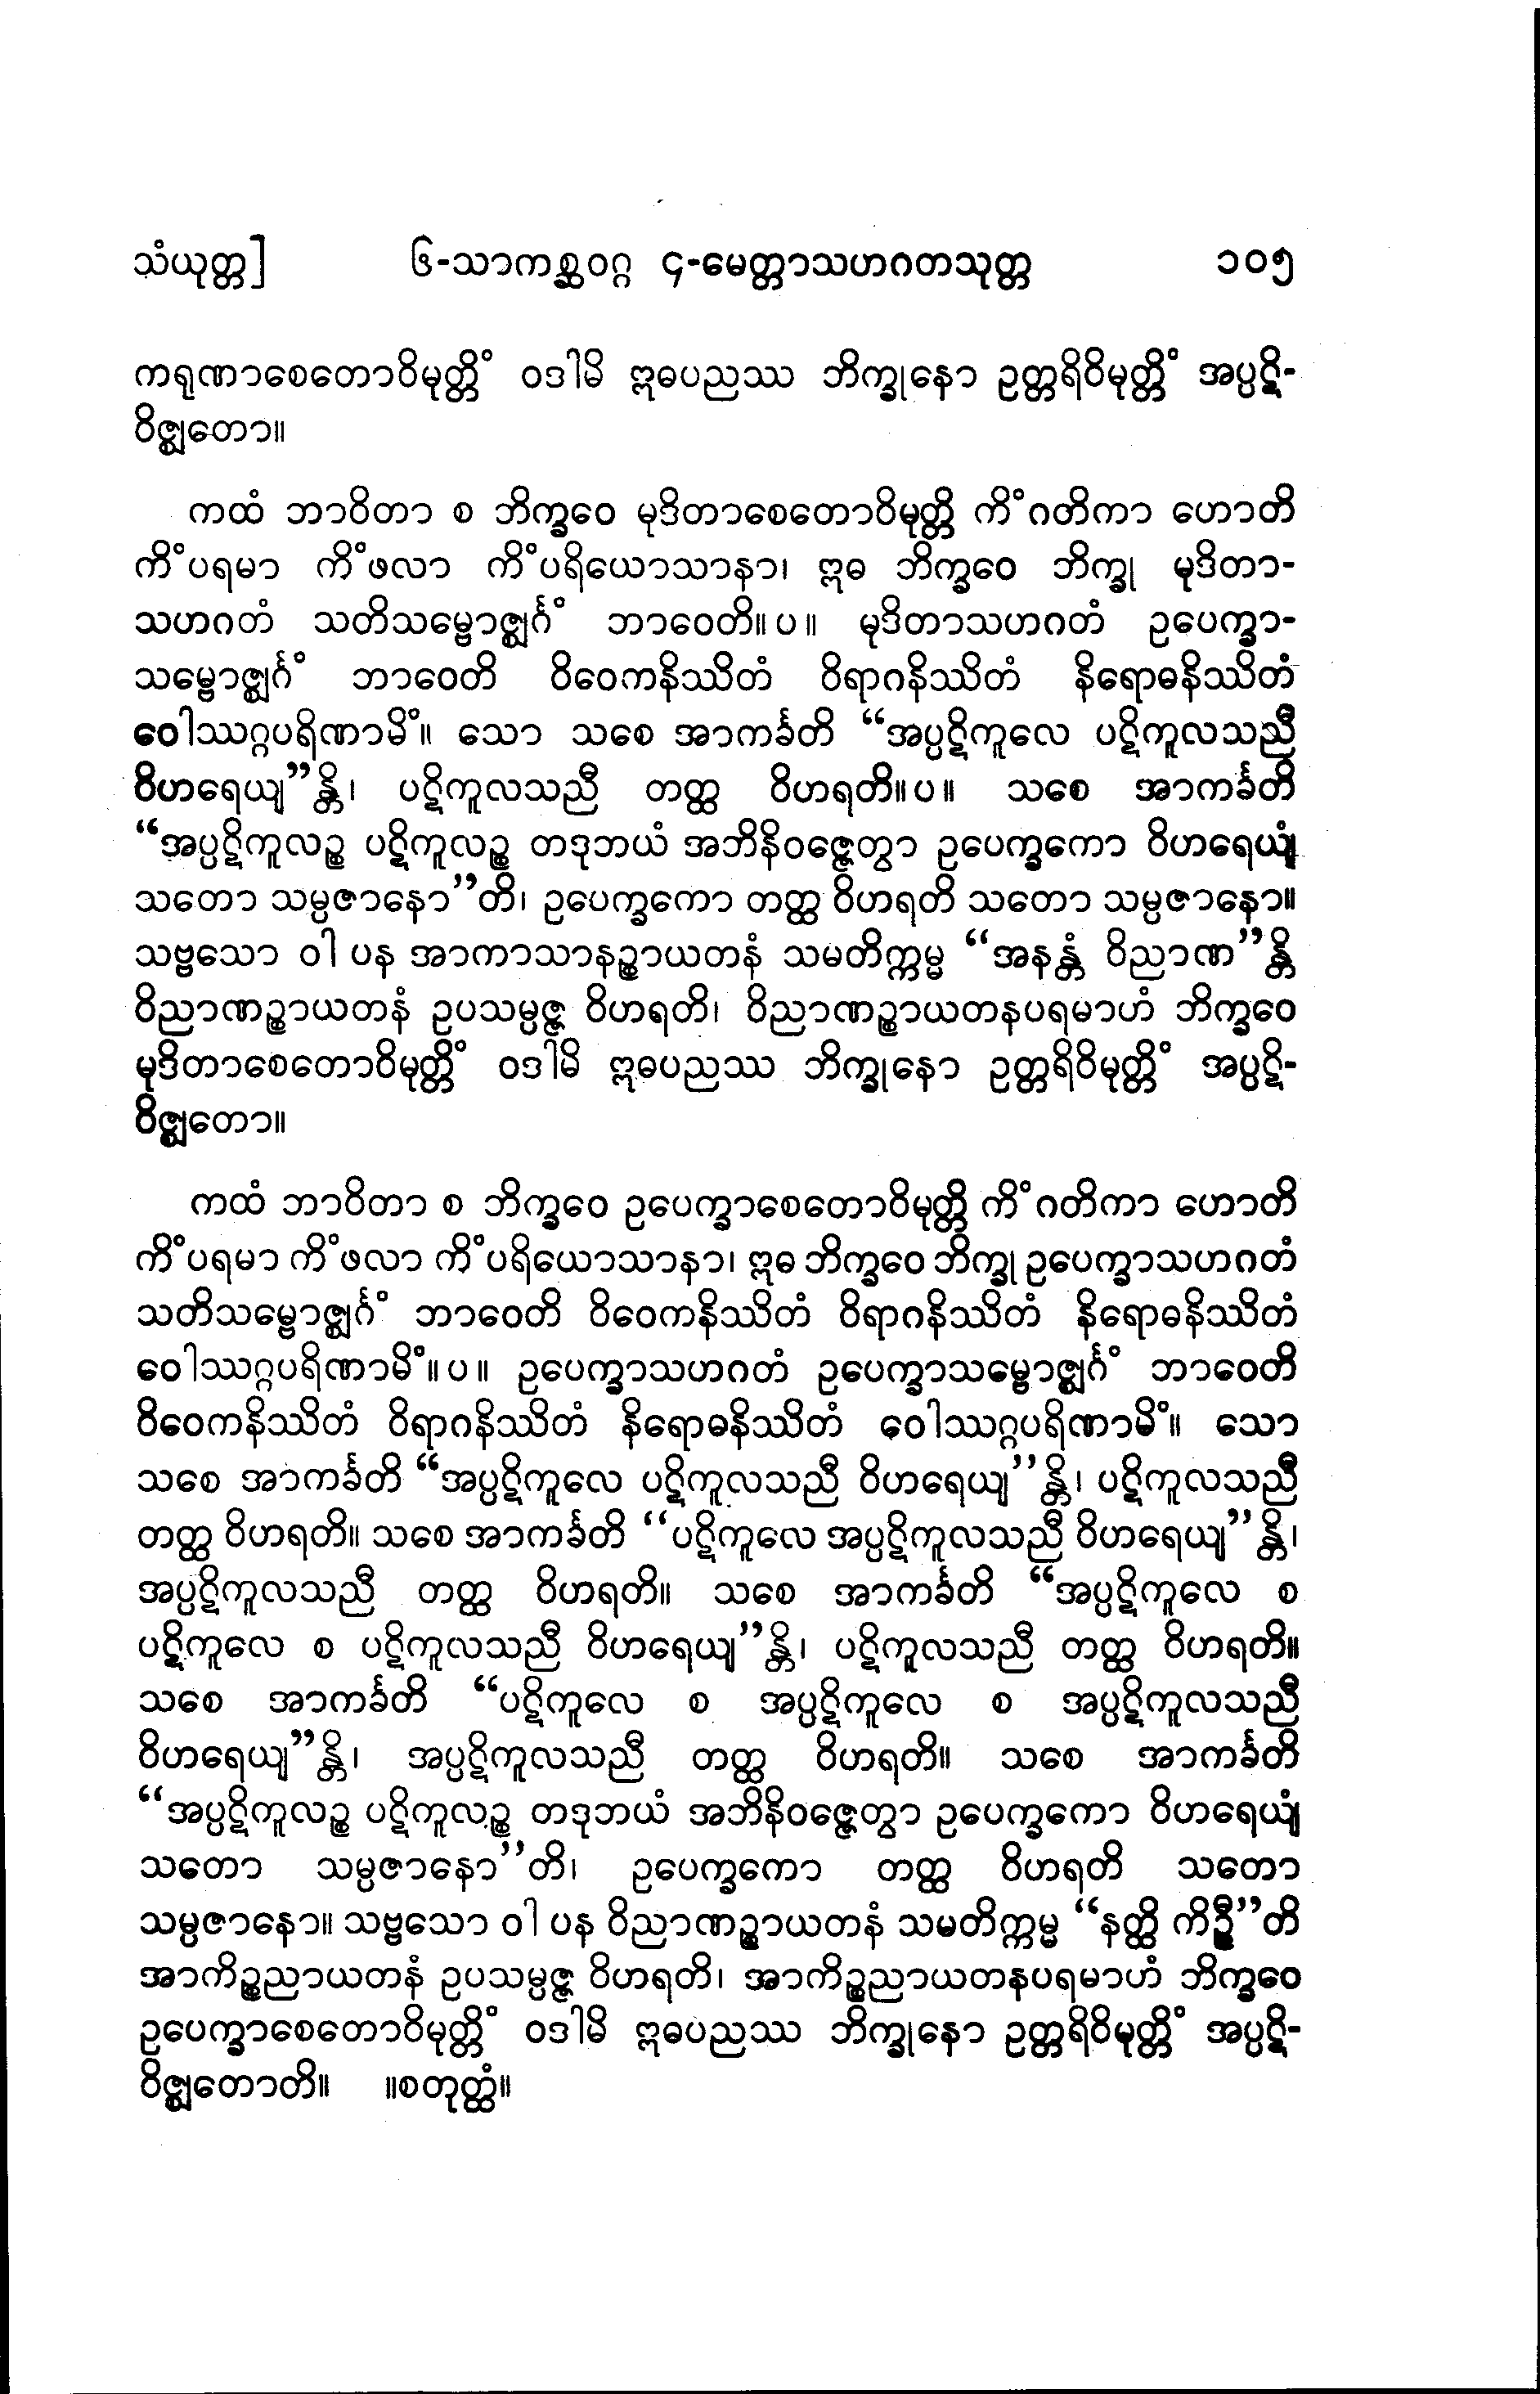 သံယုတ္တ] ၆-သာကစ္ဆဝဂ္ဂ ၄-မေတ္တာသဟဂတသုတ္တ ၁၀၅
ကရုဏာစေတောဝိမုတ္တိံ ဝဒါမိ ဣဓပညဿ ဘိက္ခုနော ဥတ္တရိဝိမုတ္တိံ အပ္ပဋိ-
ဝိဇ္ဈတော။
ကထံ ဘာဝိတာ စ ဘိက္ခဝေ မုဒိတာစေတောဝိမုတ္တိ ကိံဂတိကာ ဟောတိ
ကိံပရမာ ကိံဖလာ ကိံပရိယောသာနာ၊ ဣဓ ဘိက္ခဝေ ဘိက္ခု မုဒိတာ-
သဟဂတံ သတိသမ္ဗောဇ္ဈင်္ဂံ ဘာဝေတိ။ပ။ မုဒိတာသဟဂတံ ဥပေက္ခာ-
သမ္ဗောဇ္ဈင်္ဂံ ဘာဝေတိ ဝိဝေကနိဿိတံ ဝိရာဂနိဿိတံ နိရောဓနိဿိတံ
ဝေါဿဂ္ဂပရိဏာမိံ။ သော သစေ အာကင်္ခတိ “အပ္ပဋိကူလေ ပဋိကူလသညီ
ဝိဟရေယျ”န္တိ၊ ပဋိကူလသညီ တတ္ထ ဝိဟရတိ။ပ။ သစေ အာကင်္ခတိ
“အပ္ပဋိကူလဉ္စ ပဋိကူလဉ္စ တဒုဘယံ အဘိနိဝဇ္ဇေတွာ ဥပေက္ခကော ဝိဟရေယျံ
သတော သမ္ပဇာနော”တိ၊ ဥပေက္ခကော တတ္ထ ဝိဟရတိ သတော သမ္ပဇာနော။
သဗ္ဗသော ဝါ ပန အာကာသာနဉ္စာယတနံ သမတိက္ကမ္မ “အနန္တံ ဝိညာဏ”န္တိ
ဝိညာဏဉ္စာယတနံ ဥပသမ္ပဇ္ဇ ဝိဟရတိ၊ ဝိညာဏဉ္စာယတနပရမာဟံ ဘိက္ခဝေ
မုဒိတာစေတောဝိမုတ္တိံ ဝဒါမိ ဣဓပညဿ ဘိက္ခုနော ဥတ္တရိဝိမုတ္တိံ အပ္ပဋိ-
ဝိဇ္ဈတော။
ကထံ ဘာဝိတာ စ ဘိက္ခဝေ ဥပေက္ခာစေတောဝိမုတ္တိ ကိံဂတိကာ ဟောတိ
ကိံပရမာ ကိံဖလာ ကိံပရိယောသာနာ၊ ဣဓ ဘိက္ခဝေ ဘိက္ခု ဥပေက္ခာသဟဂတံ
သတိသမ္ဗောဇ္ဈင်္ဂံ ဘာဝေတိ ဝိဝေကနိဿိတံ ဝိရာဂနိဿိတံ နိရောဓနိဿိတံ
ဝေါဿဂ္ဂပရိဏာမိံ။ပ။ ဥပေက္ခာသဟဂတံ ဥပေက္ခာသမ္ဗောဇ္ဈင်္ဂံ ဘာဝေတိ
ဝိဝေကနိဿိတံ ဝိရာဂနိဿိတံ နိရောဓနိဿိတံ ဝေါဿဂ္ဂပရိဏာမိံ။ သော
သစေ အာကင်္ခတိ “အပ္ပဋိကူလေ ပဋိကူလသညီ ဝိဟရေယျ”န္တိ၊ ပဋိကူလသညီ
တတ္ထ ဝိဟရတိ။ သစေ အာကင်္ခတိ “ပဋိကူလေ အပ္ပဋိကူလသညီ ဝိဟရေယျ”န္တိ၊
အပ္ပဋိကူလသညီ တတ္ထ ဝိဟရတိ။ သစေ အာကင်္ခတိ “အပ္ပဋိကူလေ စ
ပဋိကူလေ စ ပဋိကူလသညီ ဝိဟရေယျ”န္တိ၊ ပဋိကူလသညီ တတ္ထ ဝိဟရတိ။
သစေ အာကင်္ခတိ “ပဋိကူလေ စ အပ္ပဋိကူလေ စ အပ္ပဋိကူလသညီ
ဝိဟရေယျ”န္တိ၊ အပ္ပဋိကူလသညီ တတ္ထ ဝိဟရတိ။ သစေ အာကင်္ခတိ
“အပ္ပဋိကူလဉ္စ ပဋိကူလဉ္စ တဒုဘယံ အဘိနိဝဇ္ဇေတွာ ဥပေက္ခကော ဝိဟရေယျံ
သတော သမ္ပဇာနော”တိ၊ ဥပေက္ခကော တတ္ထ ဝိဟရတိ သတော
သမ္ပဇာနော။ သဗ္ဗသော ဝါ ပန ဝိညာဏဉ္စာယတနံ သမတိက္ကမ္မ “နတ္ထိ ကိဉ္စီ”တိ
အာကိဉ္စညာယတနံ ဥပသမ္ပဇ္ဇ ဝိဟရတိ၊ အာကိဉ္စညာယတနပရမာဟံ ဘိက္ခဝေ
ဥပေက္ခာစေတောဝိမုတ္တိံ ဝဒါမိ ဣဓပညဿ ဘိက္ခုနော ဥတ္တရိဝိမုတ္တိံ အပ္ပဋိ-
ဝိဇ္ဈတောတိ။ ။စတုတ္ထံ။